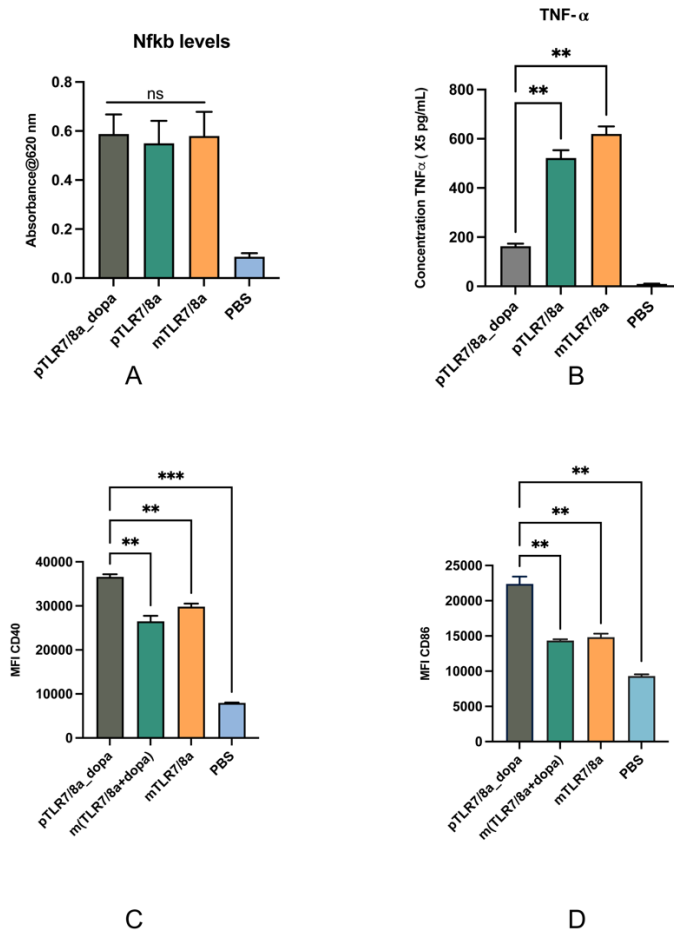 Nfkb levels
Absorbance@620 nm
0.8
0.6
0.4
0.2
0.0
ns
pTLR7/8a_dopa
pTLR7/8a
mTLR7/8a
PBS
A
TNF-α
Concentration TNFα ( X5 pg/mL)
800
600
400
200
0
**
**
pTLR7/8a_dopa
pTLR7/8a
mTLR7/8a
PBS
B
MFI CD40
40000
30000
20000
10000
0
***
**
**
pTLR7/8a_dopa
m(TLR7/8a+dopa)
mTLR7/8a
PBS
C
MFI CD86
25000
20000
15000
10000
5000
0
**
**
**
pTLR7/8a_dopa
m(TLR7/8a+dopa)
mTLR7/8a
PBS
D